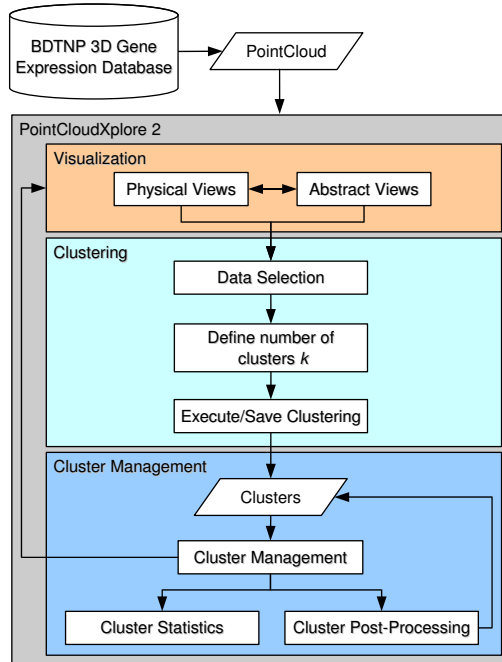 BDTNP 3D Gene
Expression Database
PointCloud
PointCloudXplore 2
Visualization
Physical Views
Abstract Views
Clustering
Data Selection
Define number of
clusters k
Execute/Save Clustering
Cluster Management
Clusters
Cluster Management
Cluster Statistics
Cluster Post-Processing